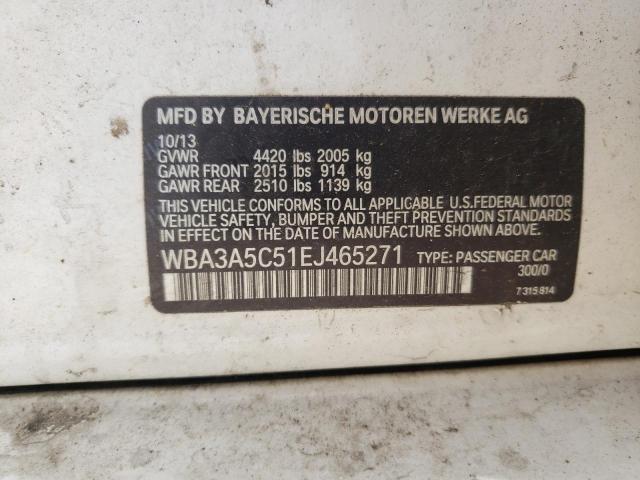 MFD BY BAYERISCHE MOTOREN WERKE AG
10/13
GVWR 4420 lbs 2005 kg
GAWR FRONT 2015 lbs 914 kg
GAWR REAR 2510 lbs 1139 kg
THIS VEHICLE CONFORMS TO ALL APPLICABLE U.S.FEDERAL MOTOR
VEHICLE SAFETY, BUMPER AND THEFT PREVENTION STANDARDS
IN EFFECT ON THE DATE OF MANUFACTURE SHOWN ABOVE.
WBA3A5C51EJ465271 TYPE: PASSENGER CAR
300/0
7315814